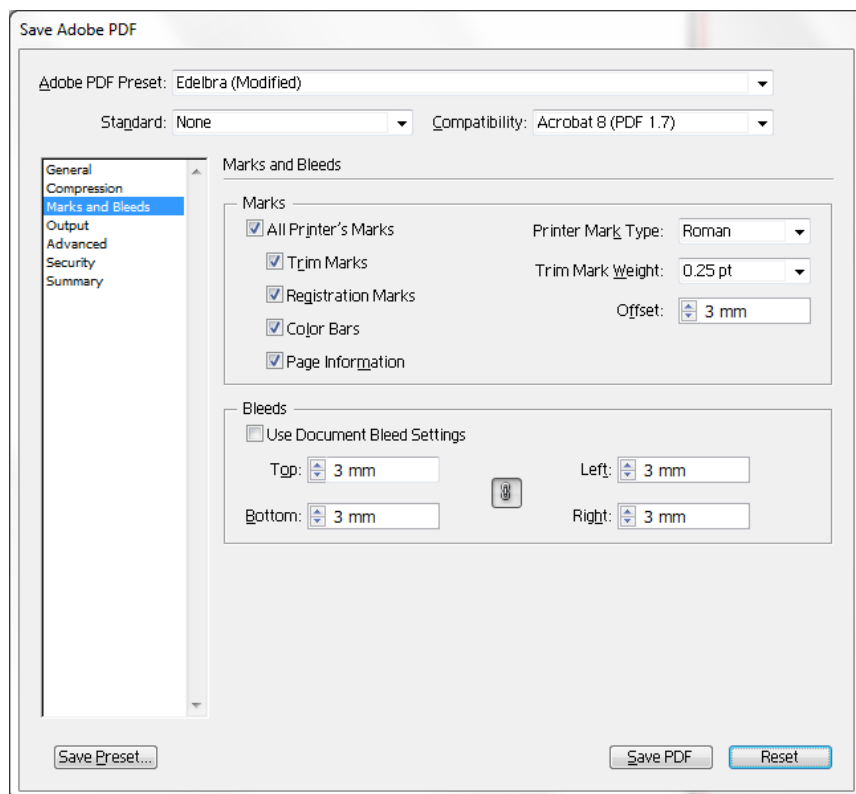 Save Adobe PDF
Adobe PDF Preset: Edelbra (Modified)
Standard: None Compatibility: Acrobat 8 (PDF 1.7)
General
Compression
Marks and Bleeds
Output
Advanced
Security
Summary
Marks and Bleeds
Marks
All Printer's Marks
Trim Marks
Registration Marks
Color Bars
Page Information
Printer Mark Type: Roman
Trim Mark Weight: 0.25 pt
Offset: 3 mm
Bleeds
Use Document Bleed Settings
Top: 3 mm Left: 3 mm
Bottom: 3 mm Right: 3 mm
Save Preset... Save PDF Reset